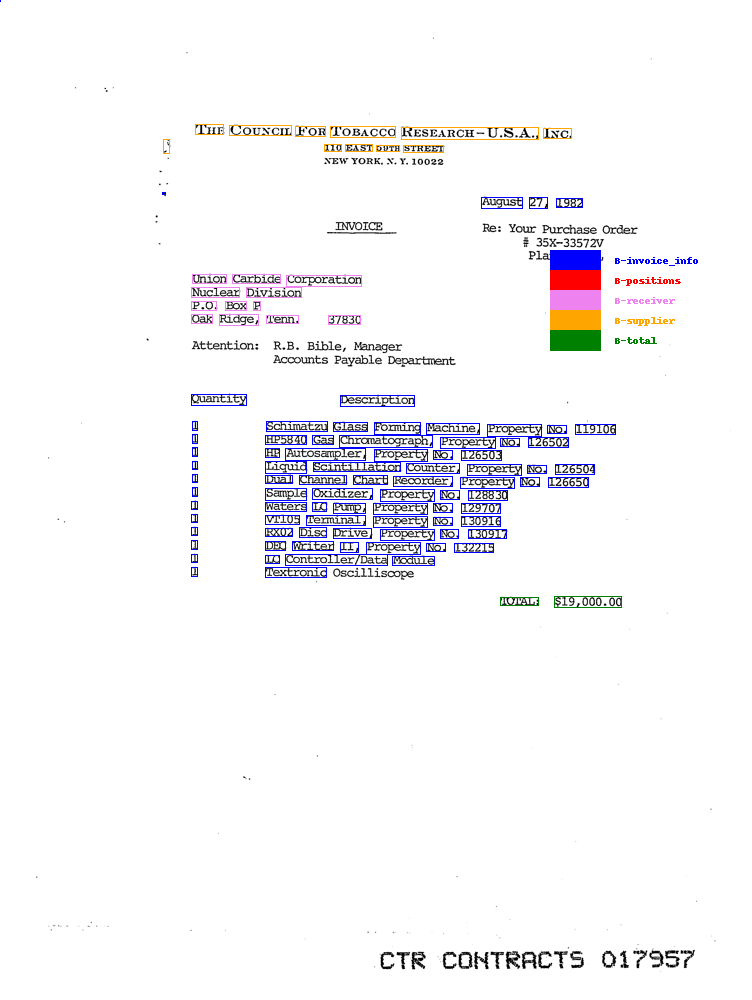 THE COUNCIL FOR TOBACCO RESEARCH-U.S.A., INC.
110 EAST 59TH STREET
NEW YORK, N. Y. 10022
August 27, 1982
INVOICE
Re: Your Purchase Order
# 35X-33572V
B-invoice_info
B-positions
B-receiver
B-supplier
B-total
Union Carbide Corporation
Nuclear Division
P.O. Box P
Oak Ridge, Tenn. 37830
Attention: R.B. Bible, Manager
Accounts Payable Department
Quantity Description
1 Schimatzu Glass Forming Machine, Property No. 119106
1 HP5840 Gas Chromatograph, Property No. 126502
1 HP Autosampler, Property No. 126503
1 Liquid Scintillation Counter, Property No. 126504
1 Dual Channel Chart Recorder, Property No. 126650
1 Sample Oxidizer, Property No. 128830
1 Waters LC Pump, Property No. 129707
1 VT105 Terminal, Property No. 130916
1 RX02 Disc Drive, Property No. 130917
1 DEC Writer II, Property No. 132215
1 LC Controller/Data Module
1 Textronic Oscilliscope
TOTAL: $19,000.00
CTR CONTRACTS 017957